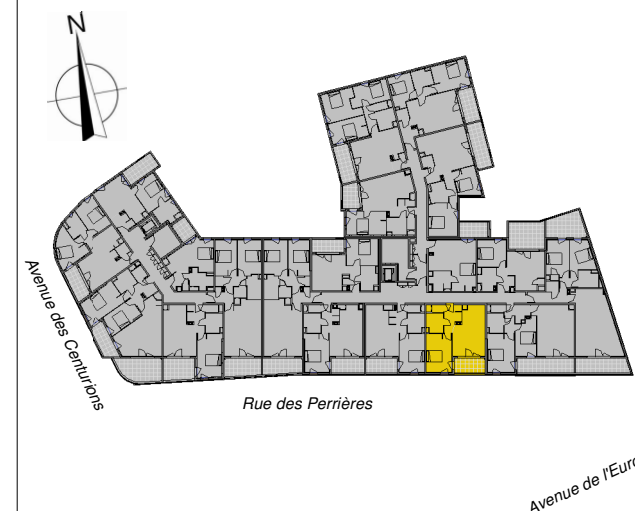 N
Avenue des Centurions
Rue des Perrières
Avenue de l'Euro